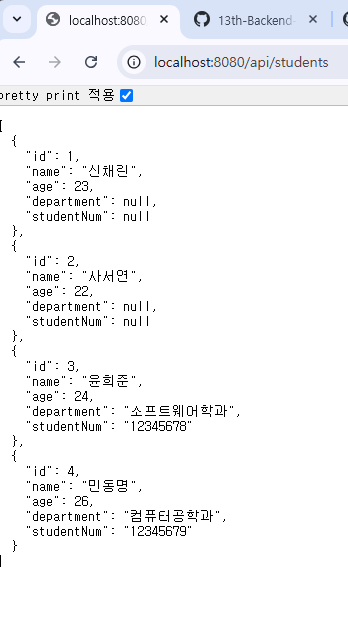 localhost:8080
13th-Backend
localhost:8080/api/students
pretty print 적용
[
{
"id": 1,
"name": "신채린",
"age": 23,
"department": null,
"studentNum": null
},
{
"id": 2,
"name": "사서연",
"age": 22,
"department": null,
"studentNum": null
},
{
"id": 3,
"name": "윤희준",
"age": 24,
"department": "소프트웨어학과",
"studentNum": "12345678"
},
{
"id": 4,
"name": "민동명",
"age": 26,
"department": "컴퓨터공학과",
"studentNum": "12345679"
}
]